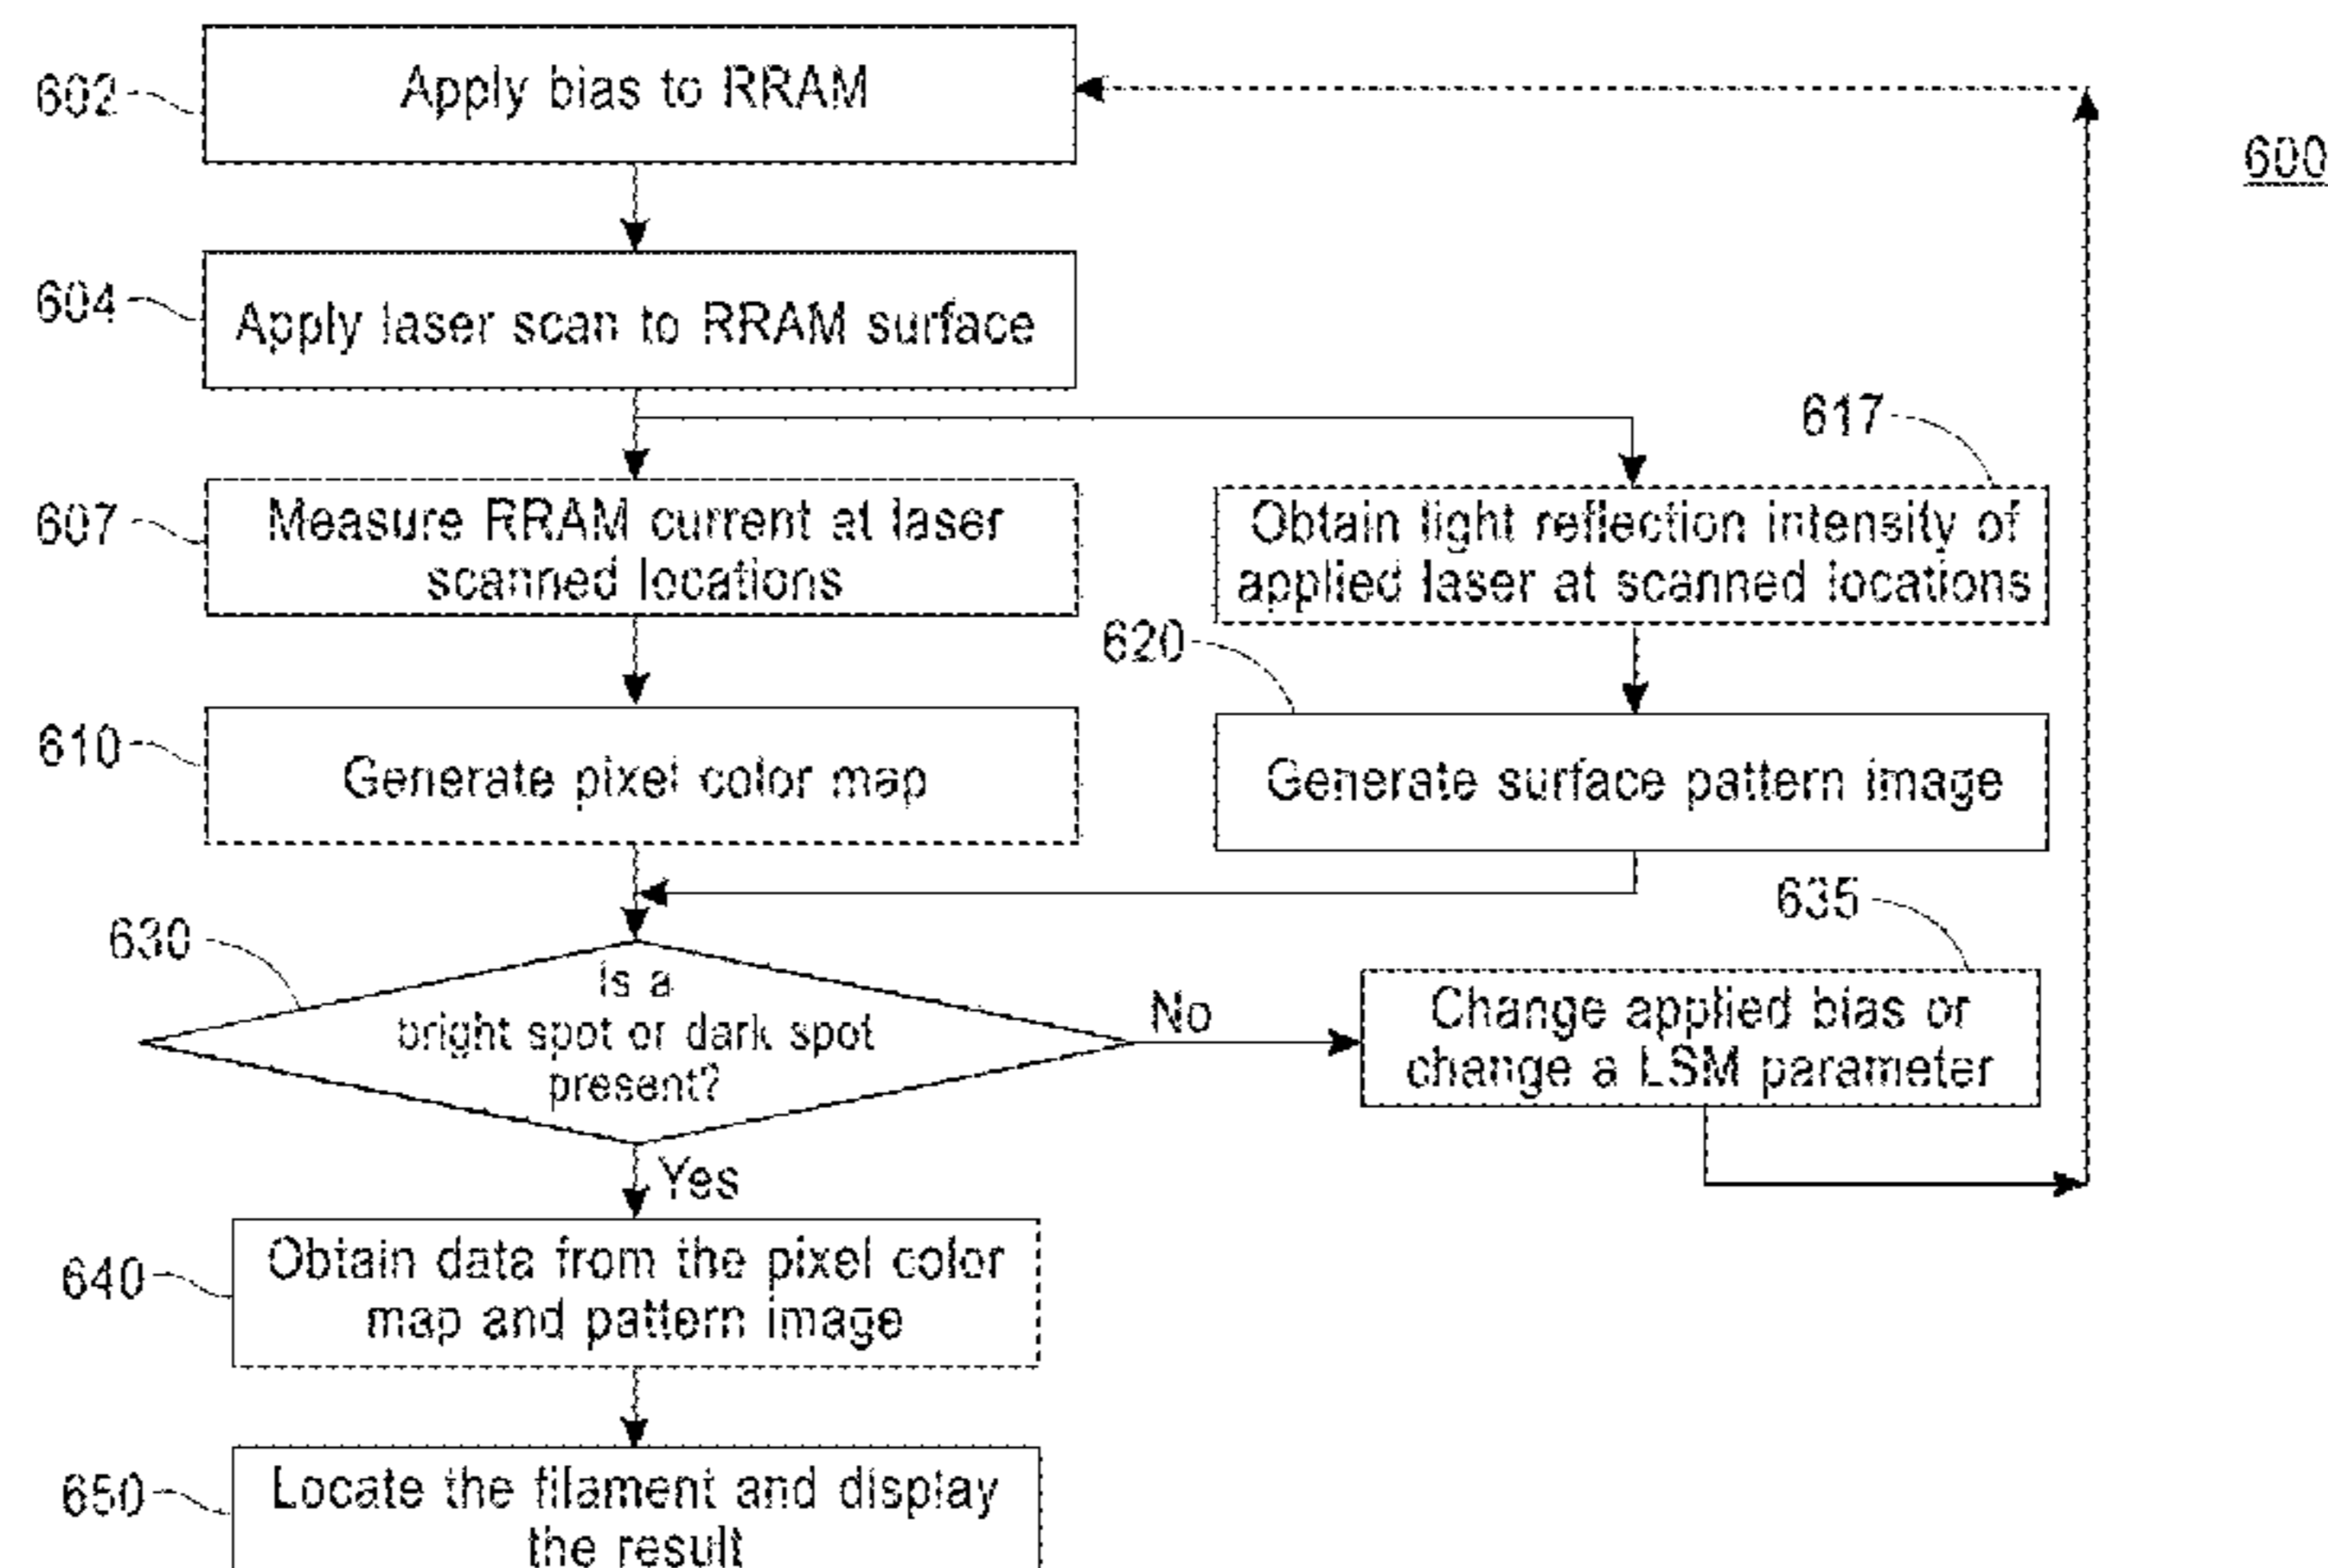 602
Apply bias to RRAM
600
604
Apply laser scan to RRAM surface
607
Measure RRAM current at laser
scanned locations
617
Obtain light reflection intensity of
applied laser at scanned locations
610
Generate pixel color map
620
Generate surface pattern image
630
Is a
bright spot or dark spot
present?
No
635
Change applied bias or
change a LSM parameter
Yes
640
Obtain data from the pixel color
map and pattern image
650
Locate the filament and display
the result